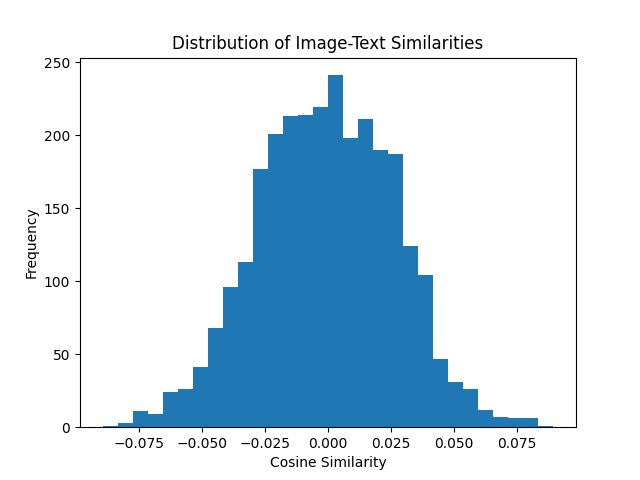 Distribution of Image-Text Similarities
250
200
150
100
50
0
Frequency
−0.075 −0.050 −0.025 0.000 0.025 0.050 0.075
Cosine Similarity